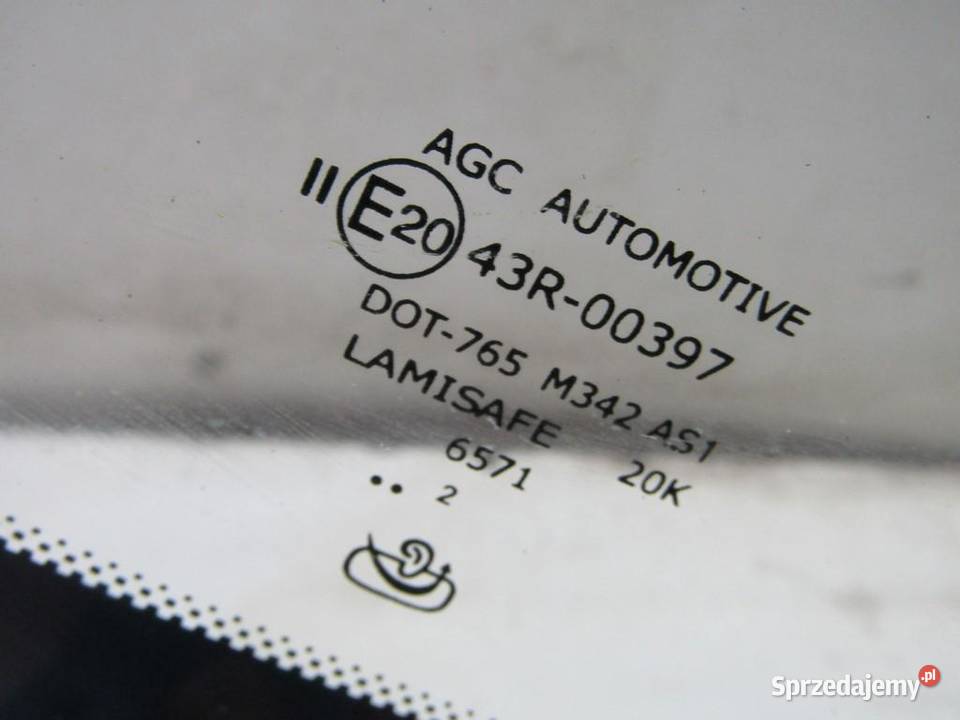 AGC AUTOMOTIVE
II E20 43R-00397
DOT-765 M342 AS1
LAMISAFE 20K
6571
•• 2
Sprzedajemy.pl